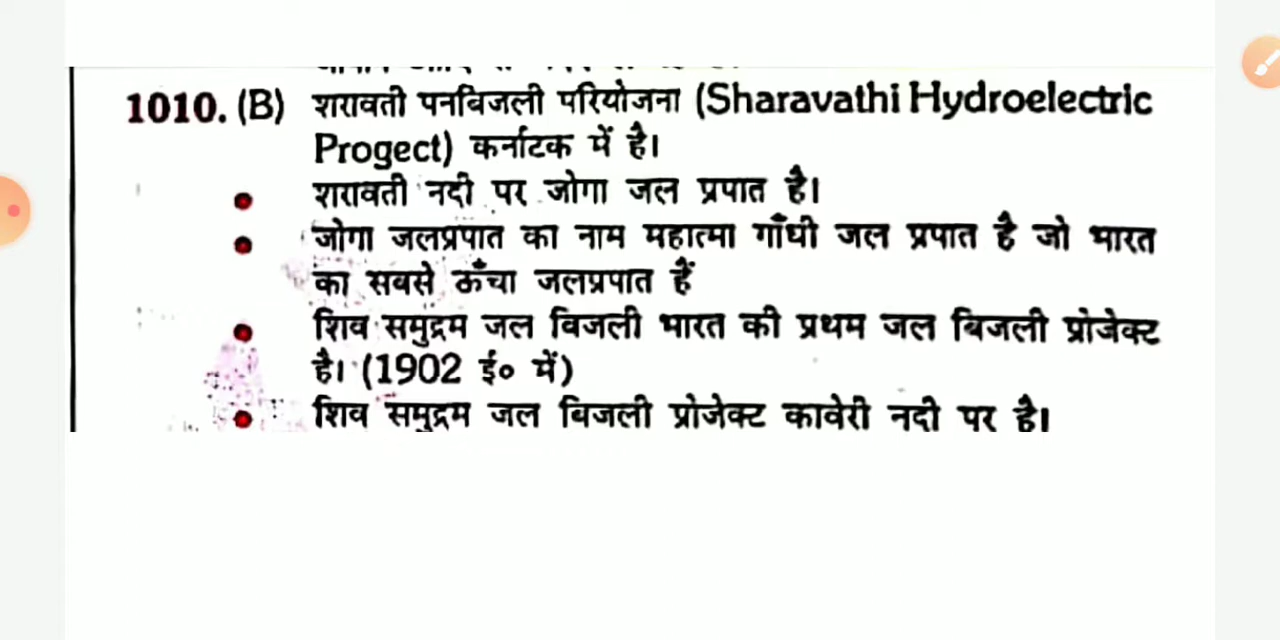 1010. (B) शरावती पनबिजली परियोजना (Sharavathi Hydroelectric
Progect) कर्नाटक में है।
शरावती नदी पर जोगा जल प्रपात है।
जोगा जलप्रपात का नाम महात्मा गाँधी जल प्रपात है जो भारत
का सबसे ऊँचा जलप्रपात हैं
शिव समुद्रम जल विजली भारत की प्रथम जल बिजली प्रोजेक्ट
है। (1902 ई० में)
शिव समुद्रम जल बिजली प्रोजेक्ट कावेरी नदी पर है।